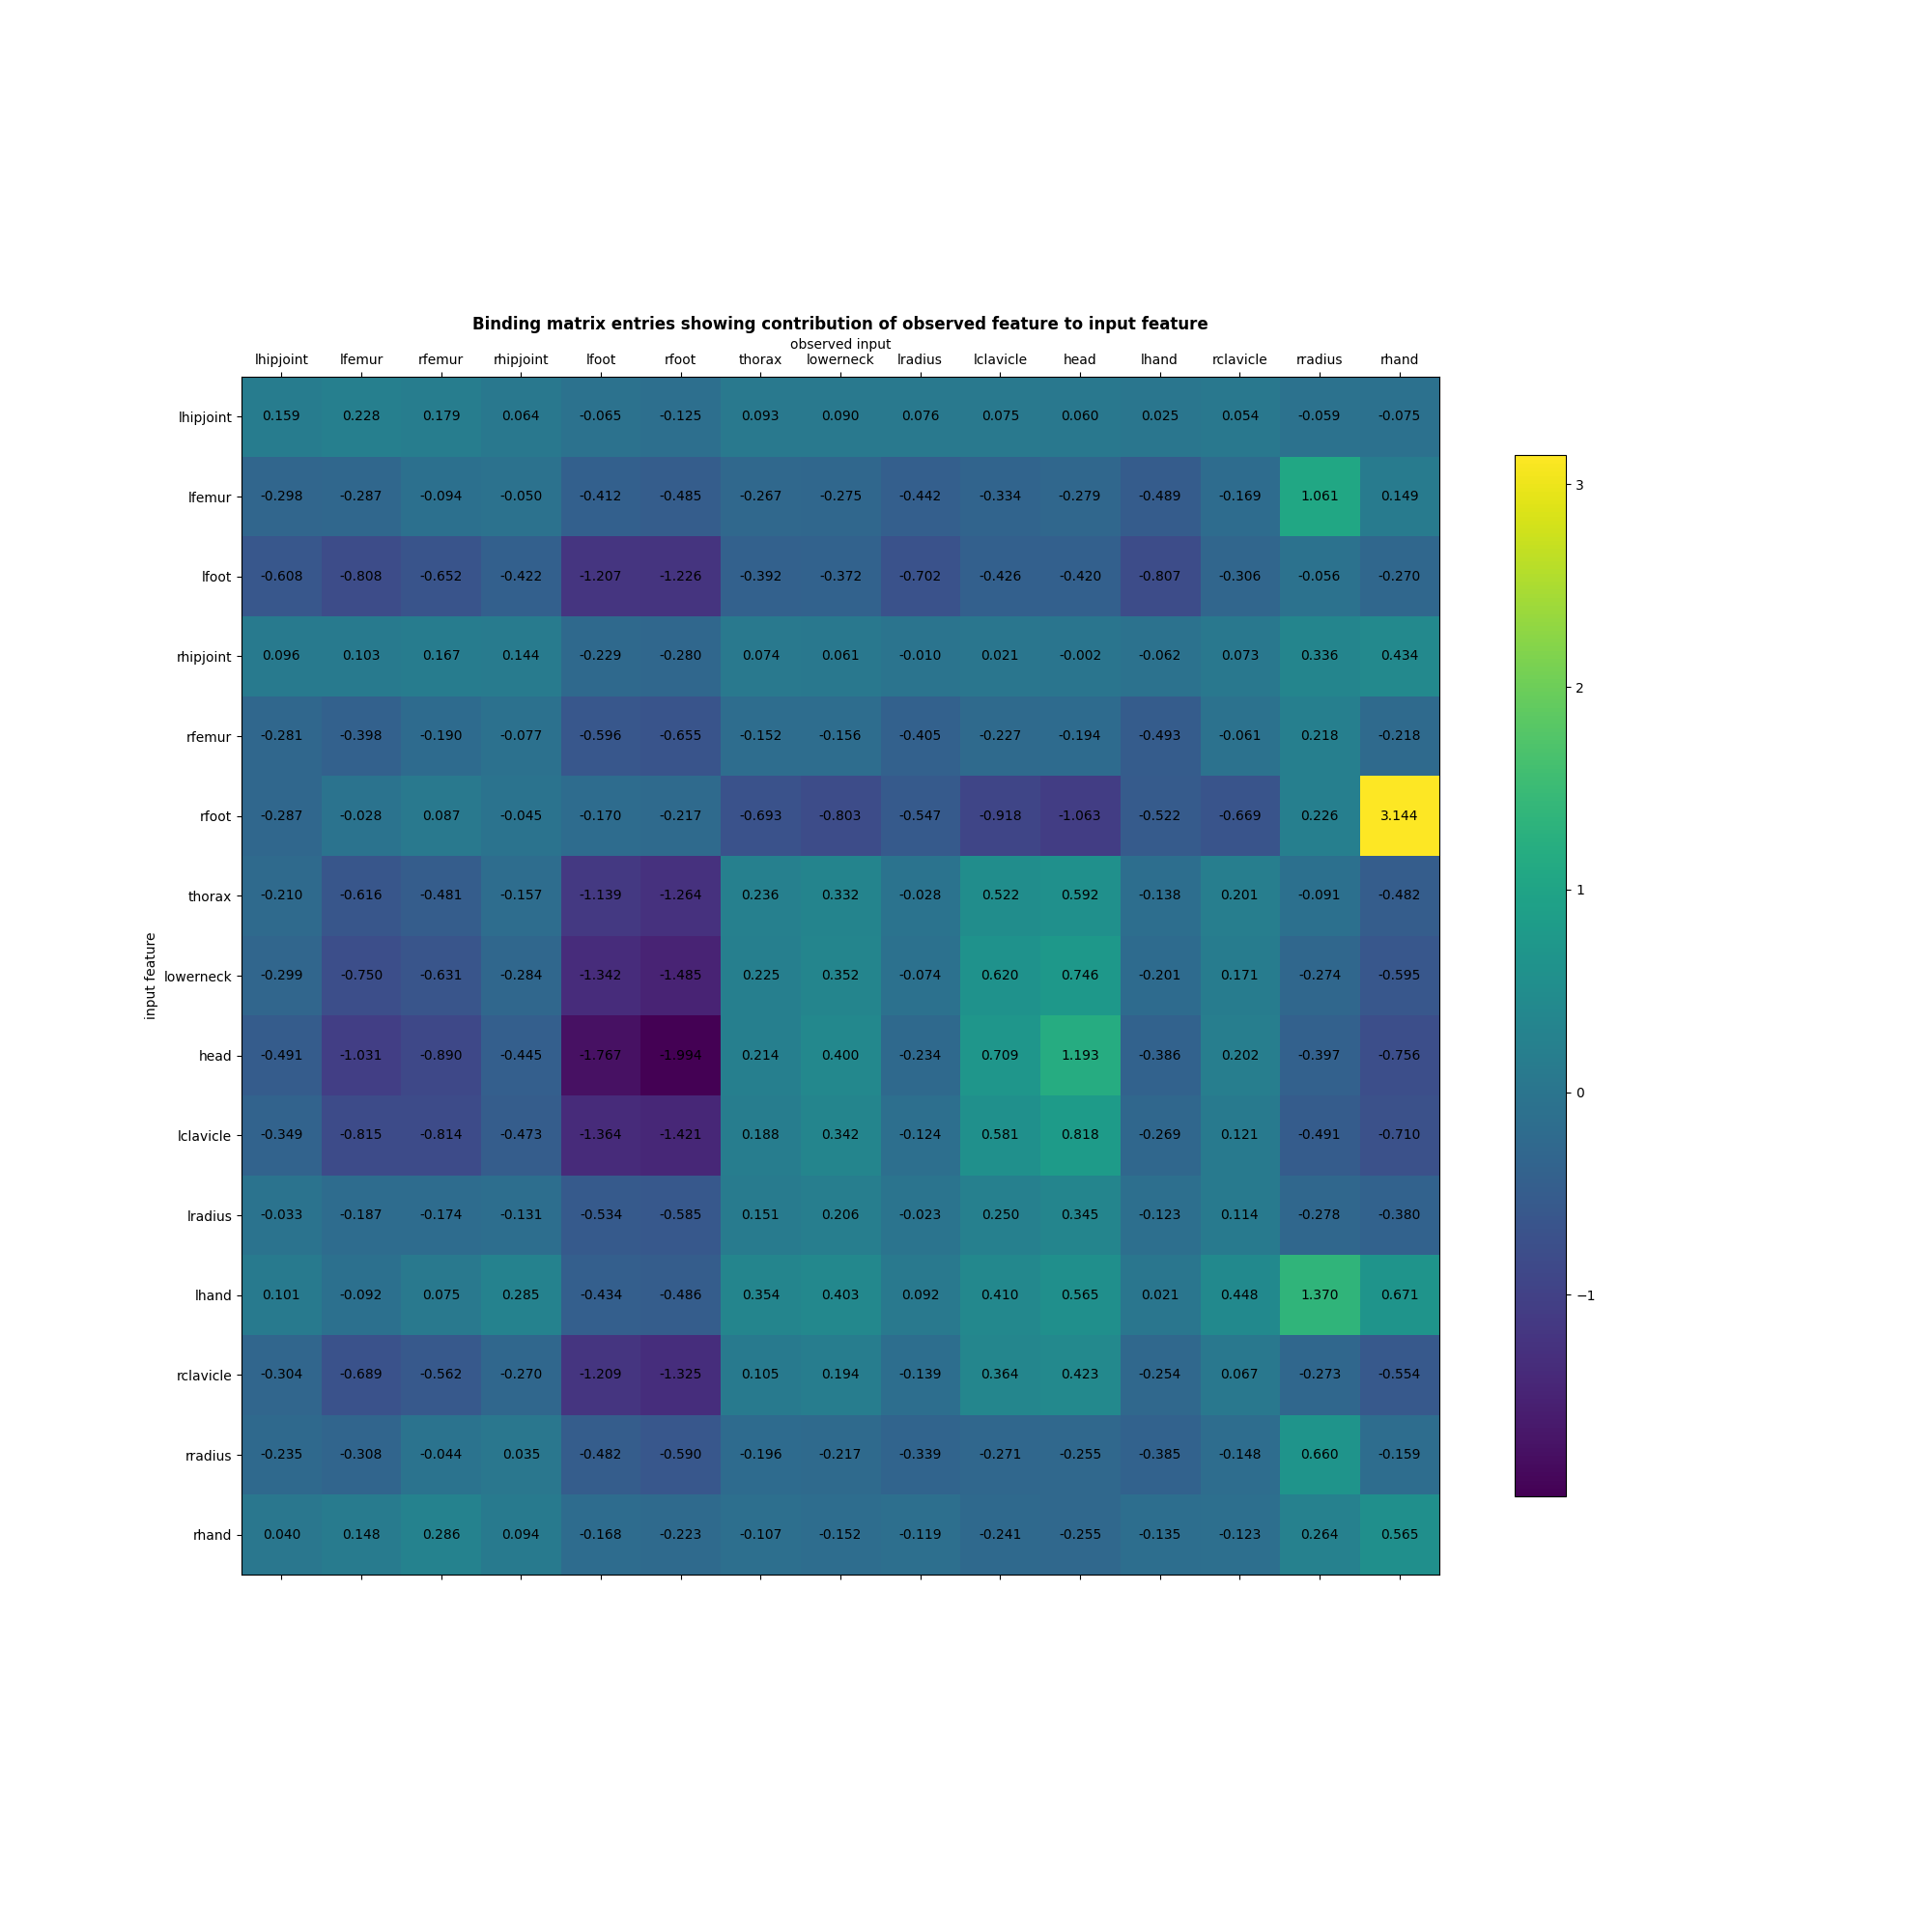 Binding matrix entries showing contribution of observed feature to input feature
observed input
lhipjoint lfemur rfemur rhipjoint lfoot rfoot thorax lowerneck lradius lclavicle head lhand rclavicle rradius rhand
lhipjoint 0.159 0.228 0.179 0.064 -0.065 -0.125 0.093 0.090 0.076 0.075 0.060 0.025 0.054 -0.059 -0.075
lfemur -0.298 -0.287 -0.094 -0.050 -0.412 -0.485 -0.267 -0.275 -0.442 -0.334 -0.279 -0.489 -0.169 1.061 0.149
lfoot -0.608 -0.808 -0.652 -0.422 -1.207 -1.226 -0.392 -0.372 -0.702 -0.426 -0.420 -0.807 -0.306 -0.056 -0.270
rhipjoint 0.096 0.103 0.167 0.144 -0.229 -0.280 0.074 0.061 -0.010 0.021 -0.002 -0.062 0.073 0.336 0.434
rfemur -0.281 -0.398 -0.190 -0.077 -0.596 -0.655 -0.152 -0.156 -0.405 -0.227 -0.194 -0.493 -0.061 0.218 -0.218
rfoot -0.287 -0.028 0.087 -0.045 -0.170 -0.217 -0.693 -0.803 -0.547 -0.918 -1.063 -0.522 -0.669 0.226 3.144
thorax -0.210 -0.616 -0.481 -0.157 -1.139 -1.264 0.236 0.332 -0.028 0.522 0.592 -0.138 0.201 -0.091 -0.482
lowerneck -0.299 -0.750 -0.631 -0.284 -1.342 -1.485 0.225 0.352 -0.074 0.620 0.746 -0.201 0.171 -0.274 -0.595
head -0.491 -1.031 -0.890 -0.445 -1.767 -1.994 0.214 0.400 -0.234 0.709 1.193 -0.386 0.202 -0.397 -0.756
lclavicle -0.349 -0.815 -0.814 -0.473 -1.364 -1.421 0.188 0.342 -0.124 0.581 0.818 -0.269 0.121 -0.491 -0.710
lradius -0.033 -0.187 -0.174 -0.131 -0.534 -0.585 0.151 0.206 -0.023 0.250 0.345 -0.123 0.114 -0.278 -0.380
lhand 0.101 -0.092 0.075 0.285 -0.434 -0.486 0.354 0.403 0.092 0.410 0.565 0.021 0.448 1.370 0.671
rclavicle -0.304 -0.689 -0.562 -0.270 -1.209 -1.325 0.105 0.194 -0.139 0.364 0.423 -0.254 0.067 -0.273 -0.554
rradius -0.235 -0.308 -0.044 0.035 -0.482 -0.590 -0.196 -0.217 -0.339 -0.271 -0.255 -0.385 -0.148 0.660 -0.159
rhand 0.040 0.148 0.286 0.094 -0.168 -0.223 -0.107 -0.152 -0.119 -0.241 -0.255 -0.135 -0.123 0.264 0.565
input feature
3
2
1
0
−1